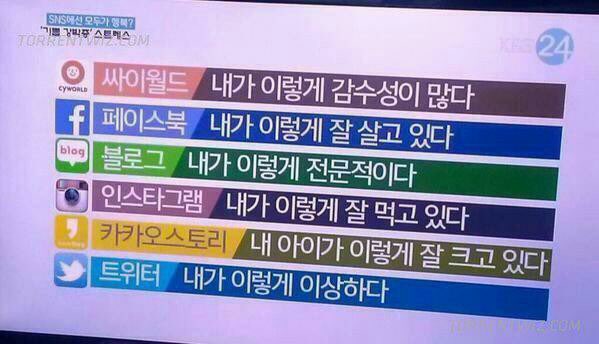 SNS에선 모두가 행복?
'기쁨 강박증' 스트레스
TORRENTWIZ.COM
KBS 24
CYWORLD
싸이월드 내가 이렇게 감수성이 많다
페이스북 내가 이렇게 잘 살고 있다
blog
블로그 내가 이렇게 전문적이다
인스타그램 내가 이렇게 잘 먹고 있다
카카오스토리 내 아이가 이렇게 잘 크고 있다
트위터 내가 이렇게 이상하다
TORRENTWIZ.COM